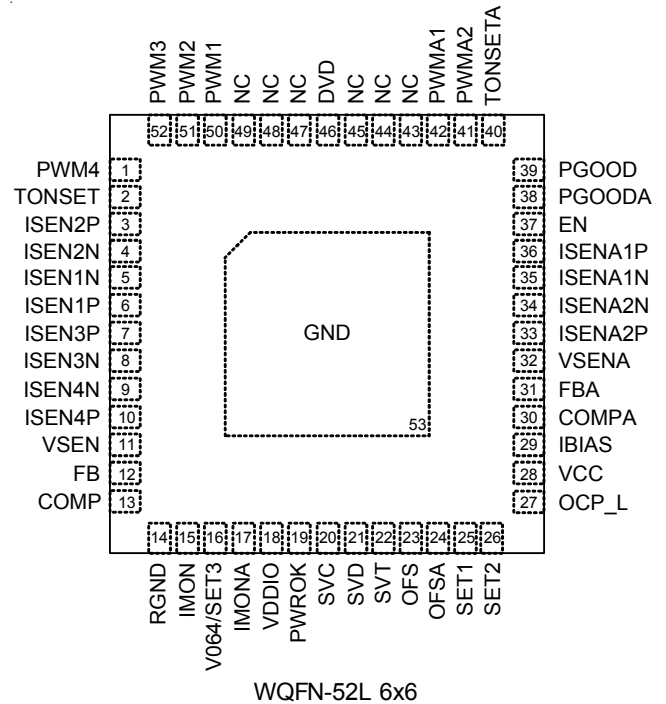 PWM3 PWM2 PWM1 NC NC NC DVD NC NC NC PWMA1 PWMA2 TONSETA
52 51 50 49 48 47 46 45 44 43 42 41 40
PWM4 1 39 PGOOD
TONSET 2 38 PGOODA
ISEN2P 3 37 EN
ISEN2N 4 36 ISENA1P
ISEN1N 5 35 ISENA1N
ISEN1P 6 34 ISENA2N
ISEN3P 7 GND 33 ISENA2P
ISEN3N 8 32 VSENA
ISEN4N 9 31 FBA
ISEN4P 10 53 30 COMPA
VSEN 11 29 IBIAS
FB 12 28 VCC
COMP 13 27 OCP_L
14 15 16 17 18 19 20 21 22 23 24 25 26
RGND IMON V064/SET3 IMONA VDDIO PWROK SVC SVD SVT OFS OFSA SET1 SET2
WQFN-52L 6x6